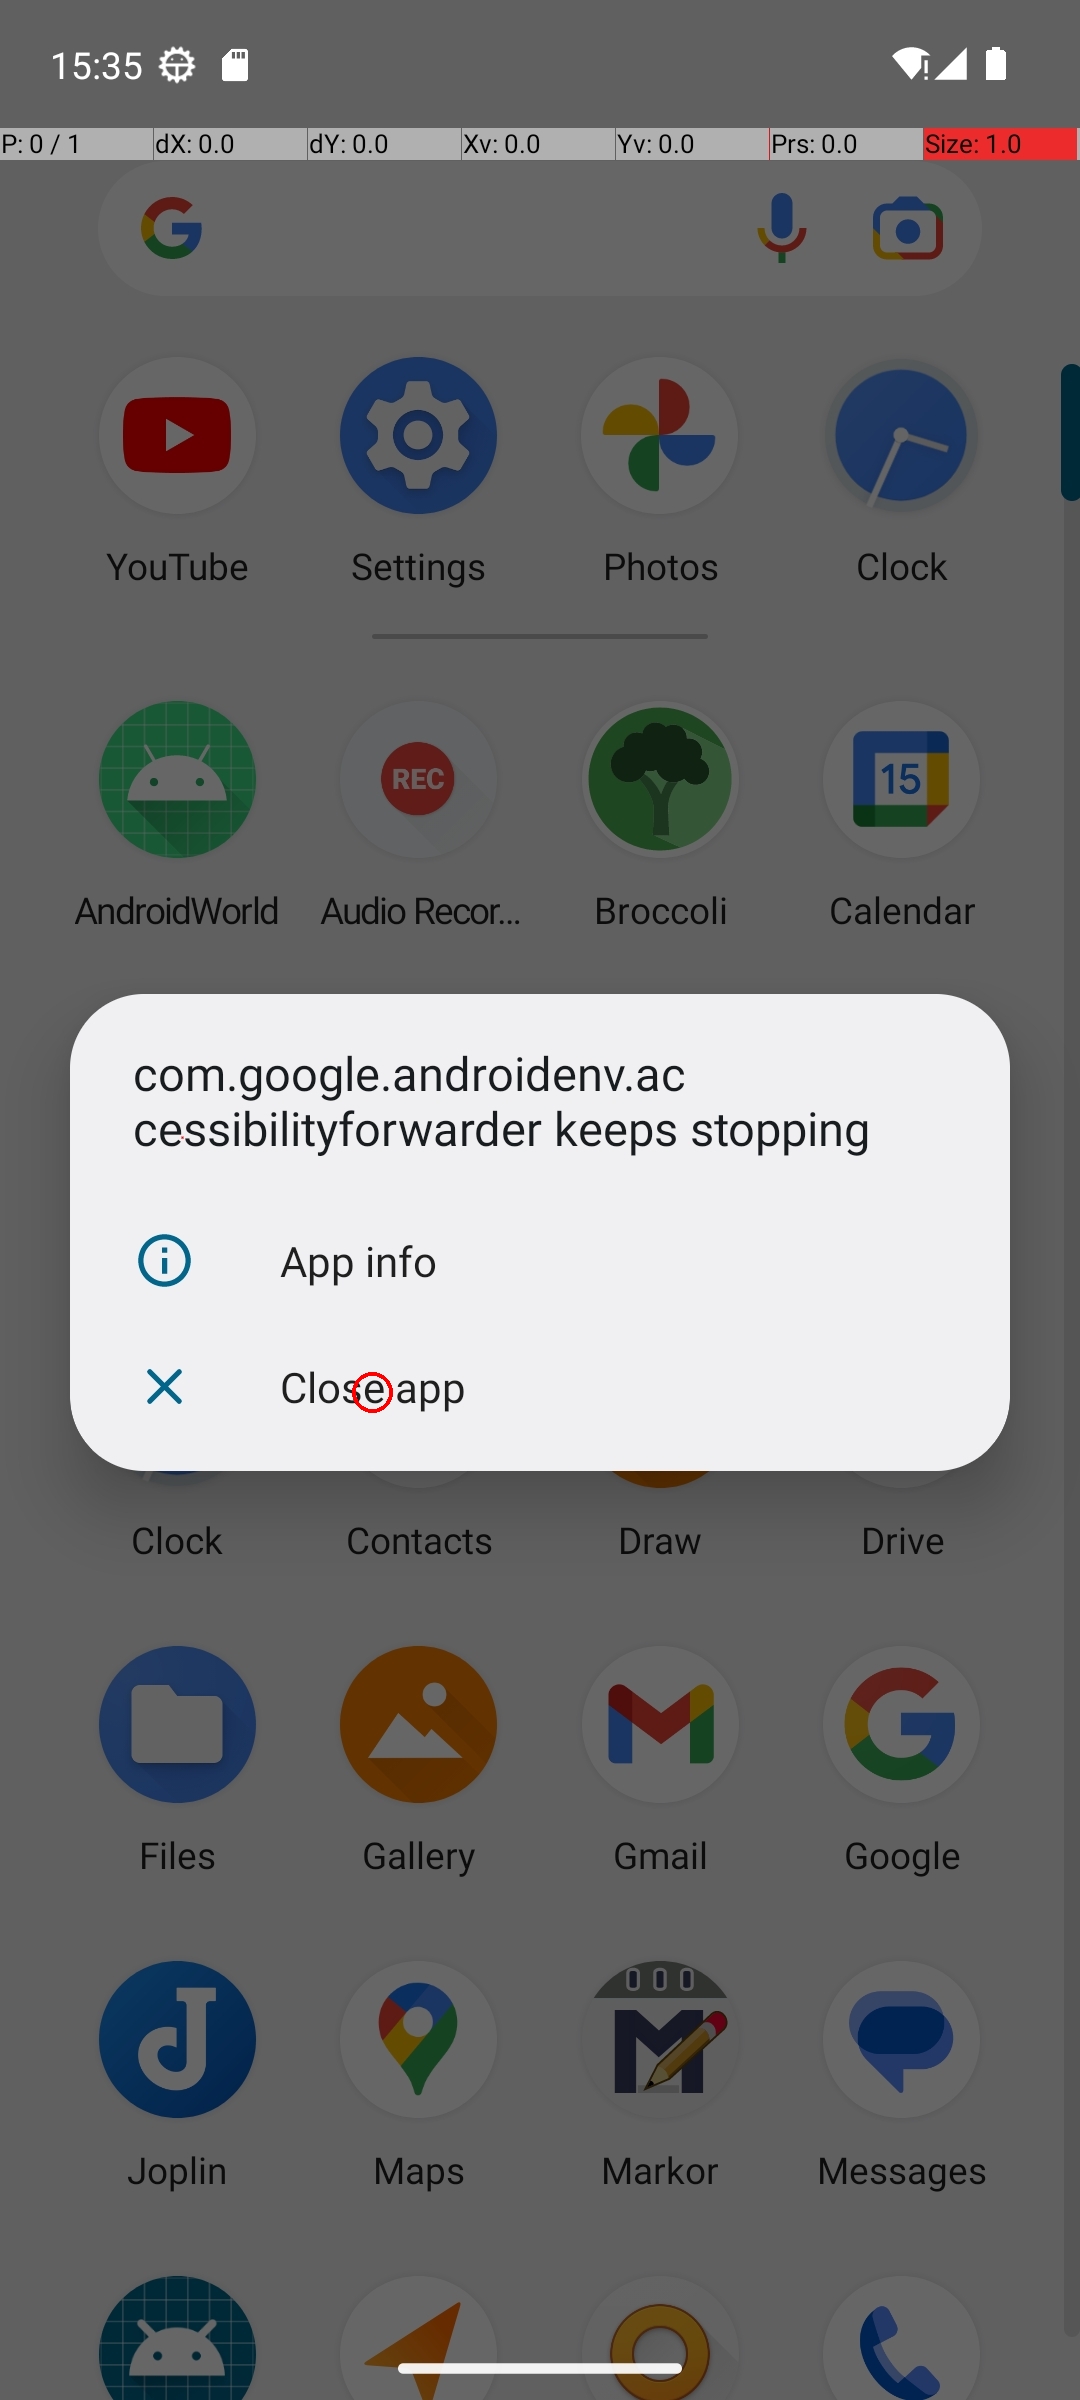 15:35
P: 0 / 1 dX: 0.0 dY: 0.0 Xv: 0.0 Yv: 0.0 Prs: 0.0 Size: 1.0
YouTube Settings Photos Clock
REC 15
AndroidWorld Audio Recor... Broccoli Calendar
com.google.androidenv.ac
cessibilityforwarder keeps stopping
App info
Close app
Clock Contacts Draw Drive
Files Gallery Gmail Google
Joplin Maps Markor Messages